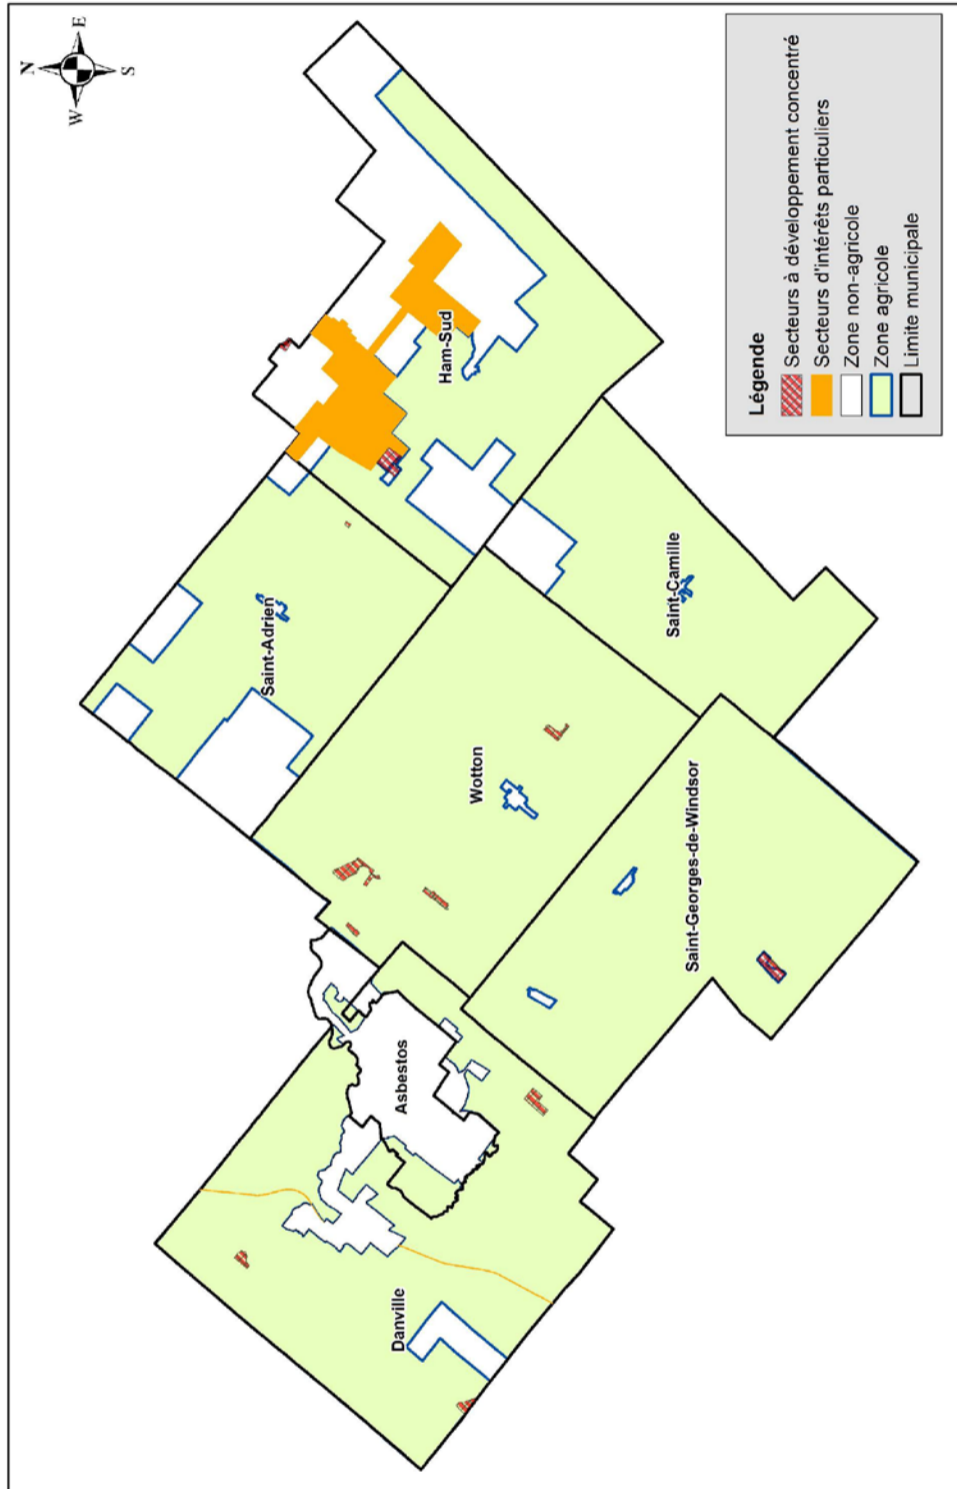 N
E
S
W
Ham-Sud
Saint-Adrien
Saint-Camille
Wotton
Saint-Georges-de-Windsor
Asbestos
Danville
Légende
Secteurs à développement concentré
Secteurs d'intérêts particuliers
Zone non-agricole
Zone agricole
Limite municipale